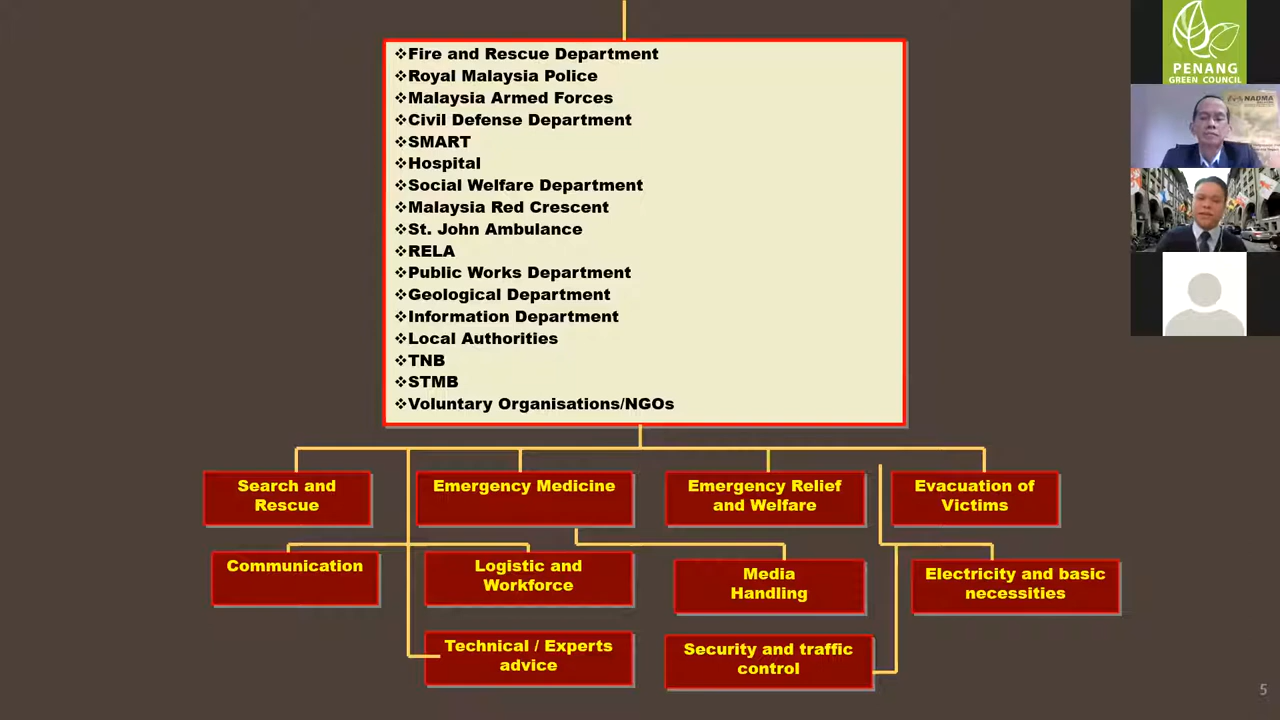 ❖Fire and Rescue Department
❖Royal Malaysia Police
❖Malaysia Armed Forces
❖Civil Defense Department
❖SMART
❖Hospital
❖Social Welfare Department
❖Malaysia Red Crescent
❖St. John Ambulance
❖RELA
❖Public Works Department
❖Geological Department
❖Information Department
❖Local Authorities
❖TNB
❖STMB
❖Voluntary Organisations/NGOs
Search and
Rescue
Emergency Medicine
Emergency Relief
and Welfare
Evacuation of
Victims
Communication
Logistic and
Workforce
Media
Handling
Electricity and basic
necessities
Technical / Experts
advice
Security and traffic
control
5
PENANG
GREEN COUNCIL
NADMA